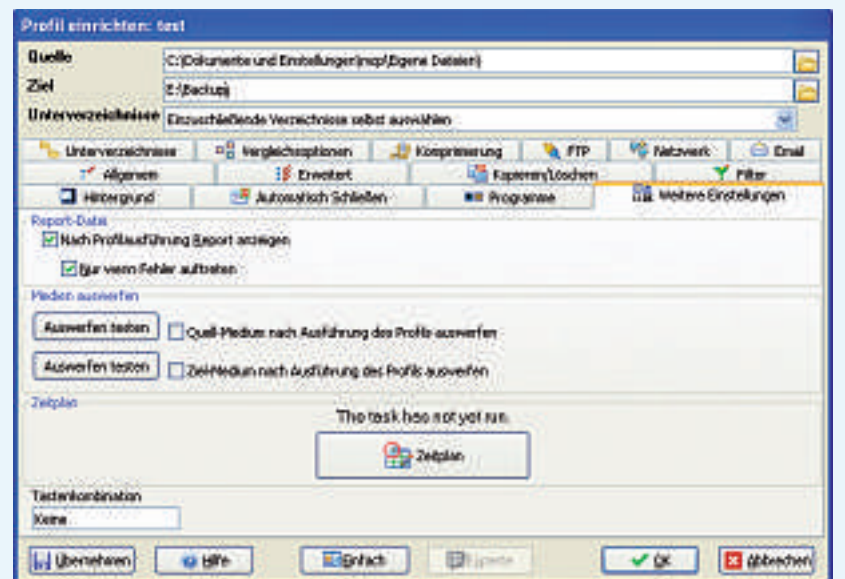 Profil einrichten: test
Quelle C:\Dokumente und Einstellungen\mcp\Eigene Dateien\
Ziel E:\Backup\
Unterverzeichnisse Einzuschließende Verzeichnisse selbst auswählen
Unterverzeichnisse Vergleichsoptionen Komprimierung FTP Netzwerk Email
Allgemein Erweitert Kopieren/Löschen Filter
Hintergrund Automatisch Schließen Programme Weitere Einstellungen
Report-Datei
Nach Profilausführung Report anzeigen
Nur wenn Fehler auftreten
Medien auswerfen
Auswerfen testen Quell-Medium nach Ausführung des Profils auswerfen
Auswerfen testen Ziel-Medium nach Ausführung des Profils auswerfen
Zeitplan
The task has not yet run.
Zeitplan
Tastenkombination
Keine
Übernehmen Hilfe Einfach Experte OK Abbrechen